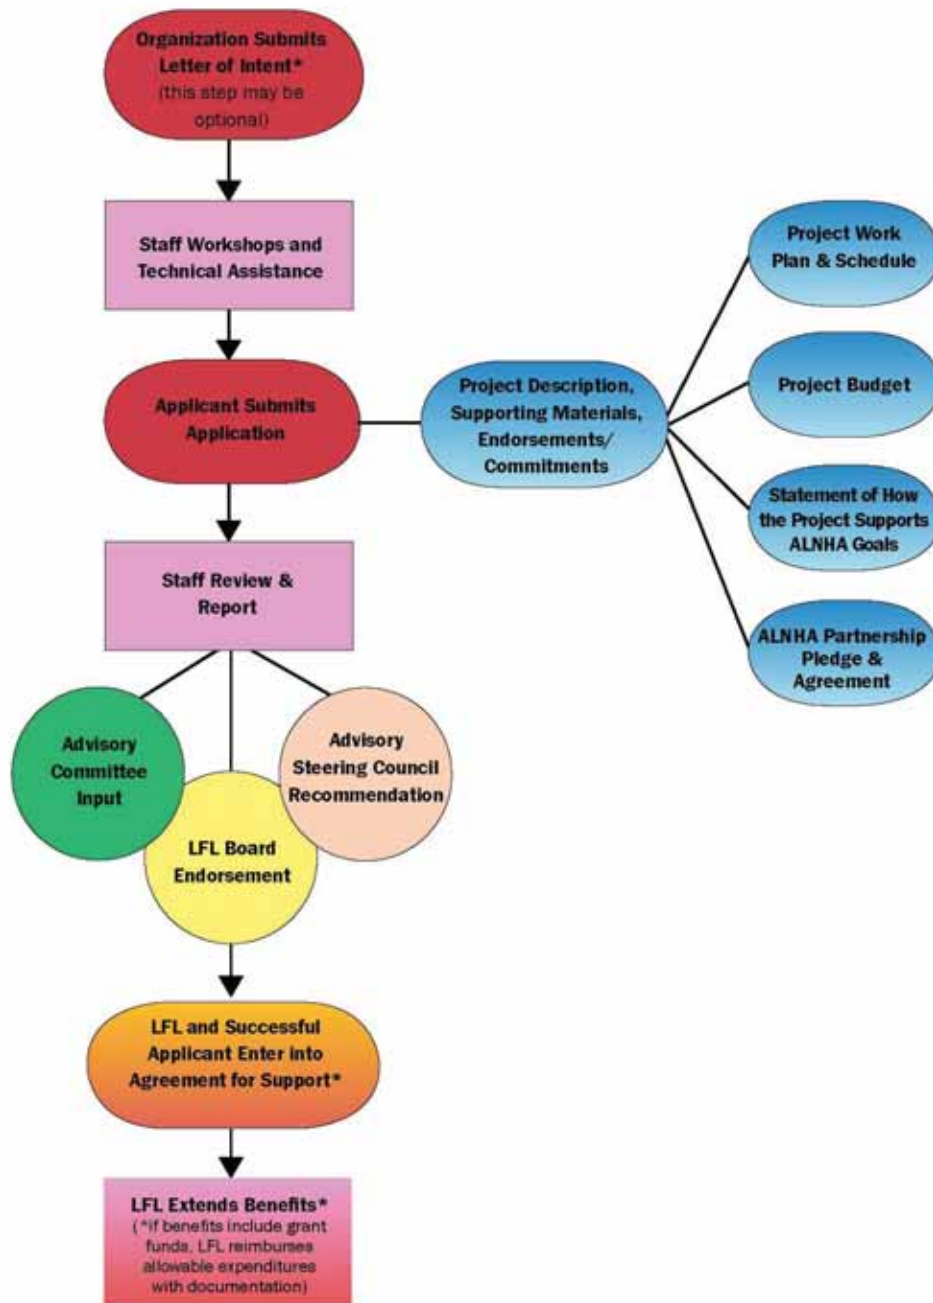 Organization Submits
Letter of Intent*
(this step may be
optional)
Staff Workshops and
Technical Assistance
Applicant Submits
Application
Project Description,
Supporting Materials,
Endorsements/
Commitments
Project Work
Plan & Schedule
Project Budget
Statement of How
the Project Supports
ALNHA Goals
ALNHA Partnership
Pledge &
Agreement
Staff Review &
Report
Advisory
Committee
Input
LFL Board
Endorsement
Advisory
Steering Council
Recommendation
LFL and Successful
Applicant Enter into
Agreement for Support*
LFL Extends Benefits*
(*if benefits include grant
funds, LFL reimburses
allowable expenditures
with documentation)